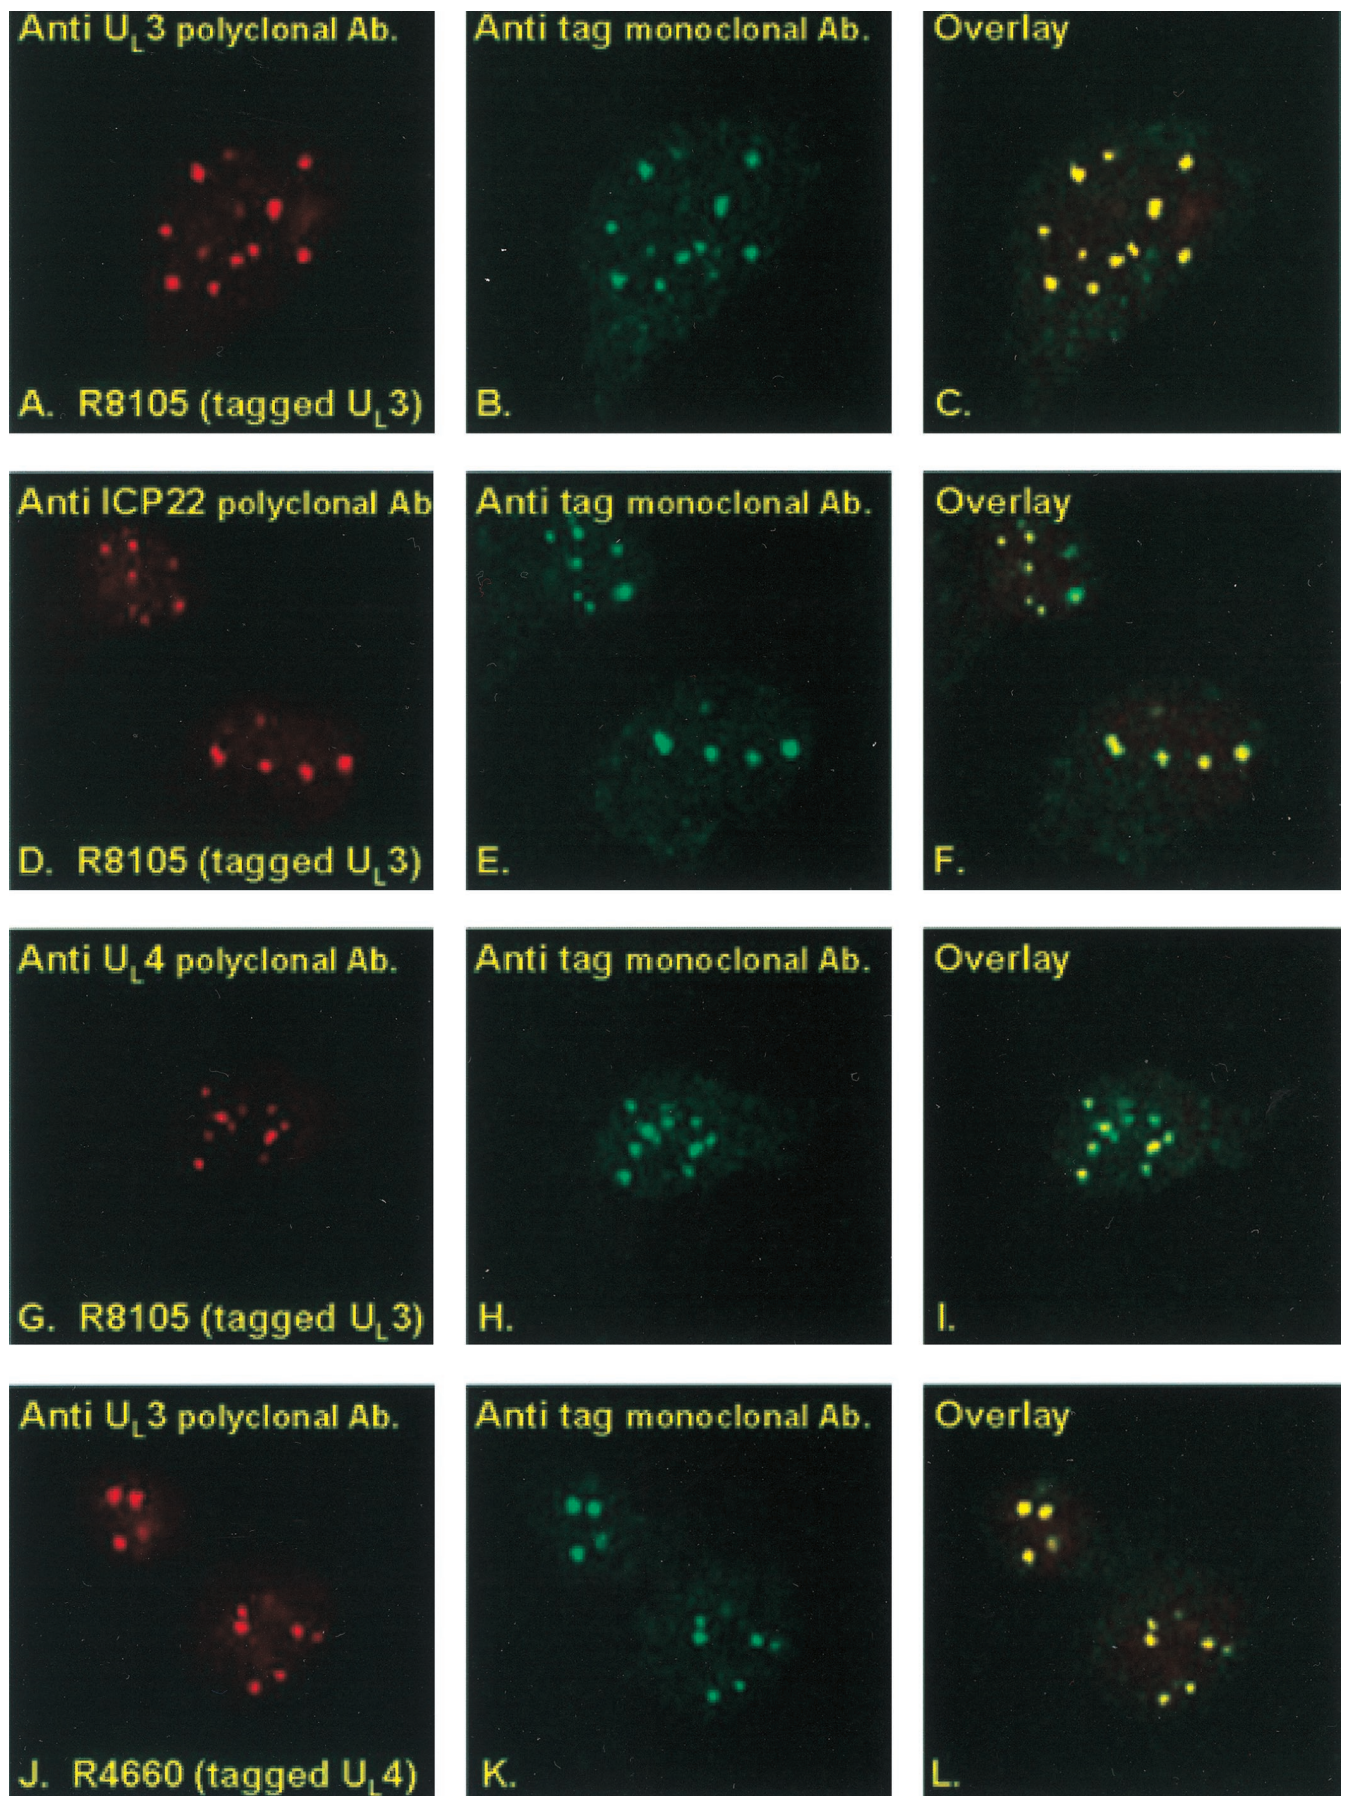 Anti UL3 polyclonal Ab.
Anti tag monoclonal Ab.
Overlay
A. R8105 (tagged UL3)
B.
C.
Anti ICP22 polyclonal Ab
Anti tag monoclonal Ab.
Overlay
D. R8105 (tagged UL3)
E.
F.
Anti UL4 polyclonal Ab.
Anti tag monoclonal Ab.
Overlay
G. R8105 (tagged UL3)
H.
I.
Anti UL3 polyclonal Ab.
Anti tag monoclonal Ab.
Overlay
J. R4660 (tagged UL4)
K.
L.